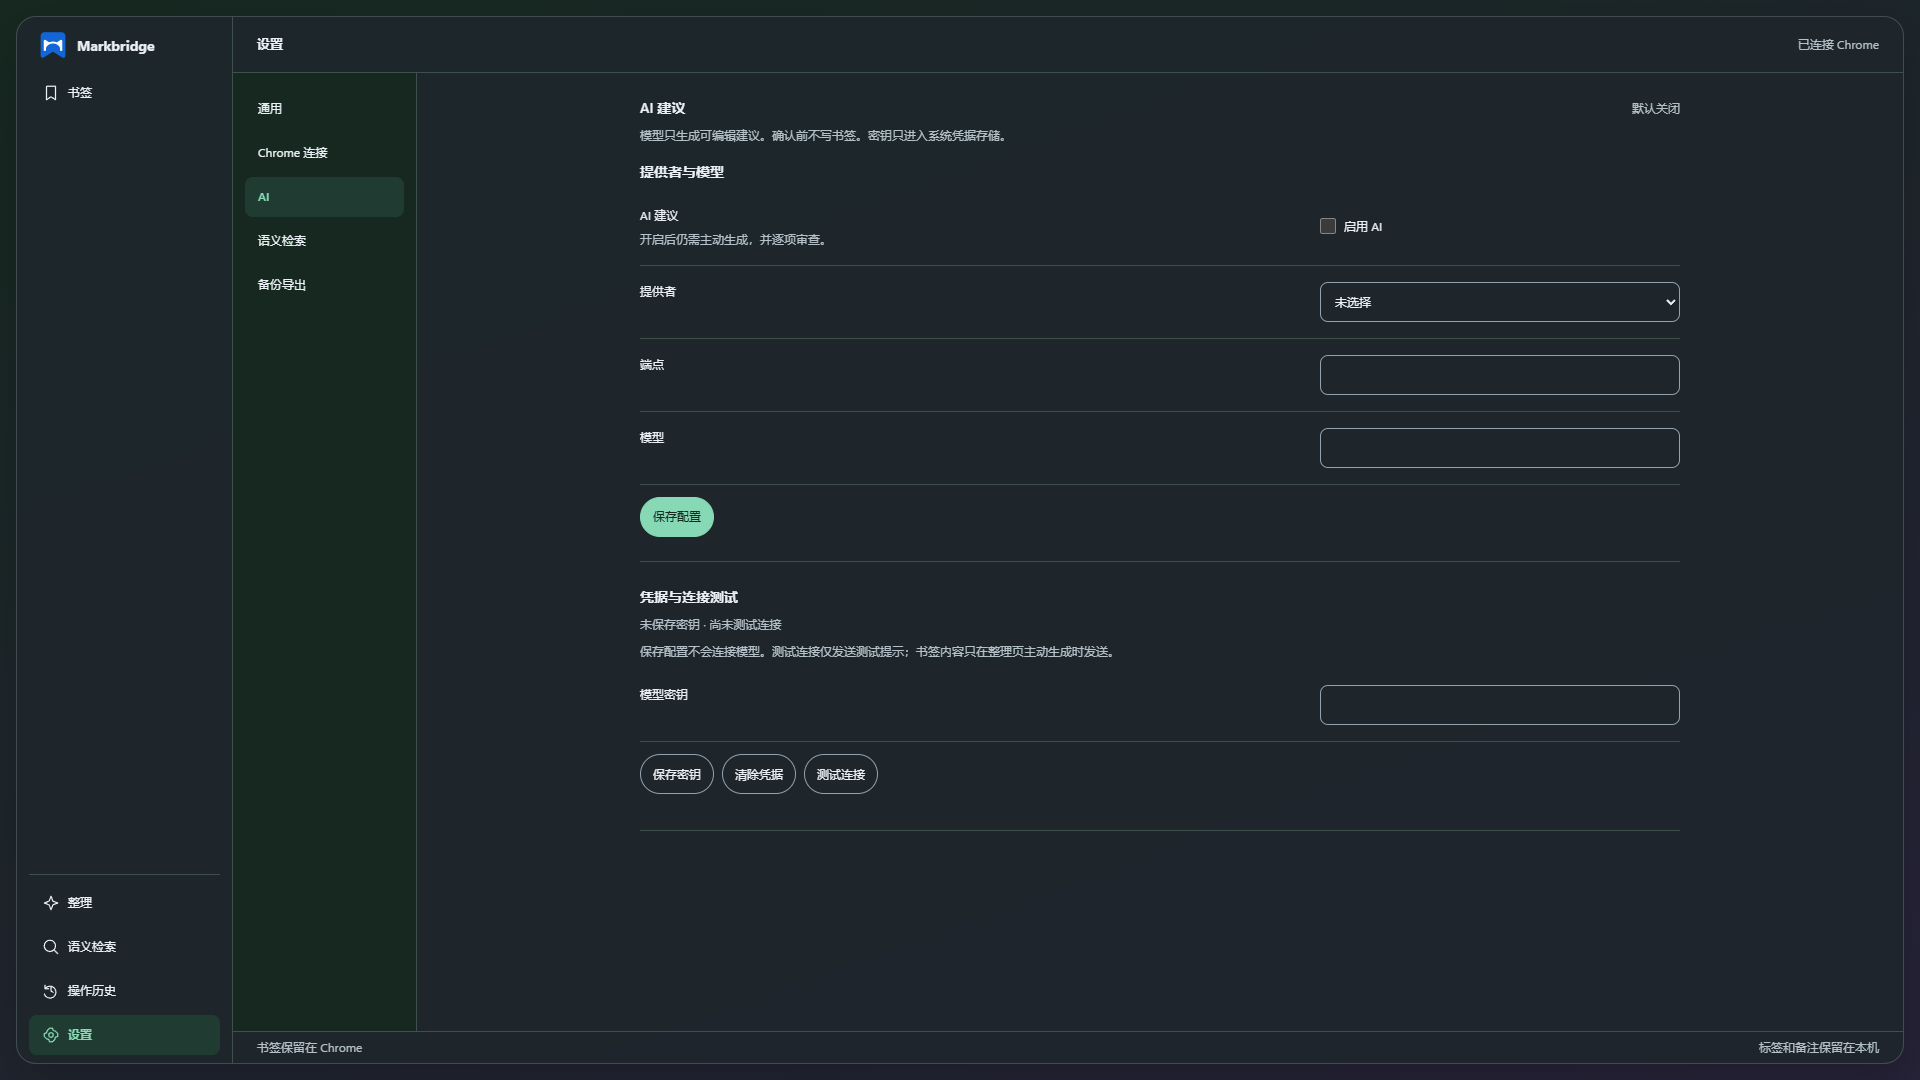 Markbridge
书签
整理
语义检索
操作历史
设置
设置
已连接 Chrome
通用
Chrome 连接
AI
语义检索
备份导出
AI 建议
默认关闭
模型只生成可编辑建议。确认前不写书签。密钥只进入系统凭据存储。
提供者与模型
AI 建议
开启后仍需主动生成，并逐项审查。
启用 AI
提供者
未选择
端点
模型
保存配置
凭据与连接测试
未保存密钥 · 尚未测试连接
保存配置不会连接模型。测试连接仅发送测试提示；书签内容只在整理页主动生成时发送。
模型密钥
保存密钥
清除凭据
测试连接
书签保留在 Chrome
标签和备注保留在本机